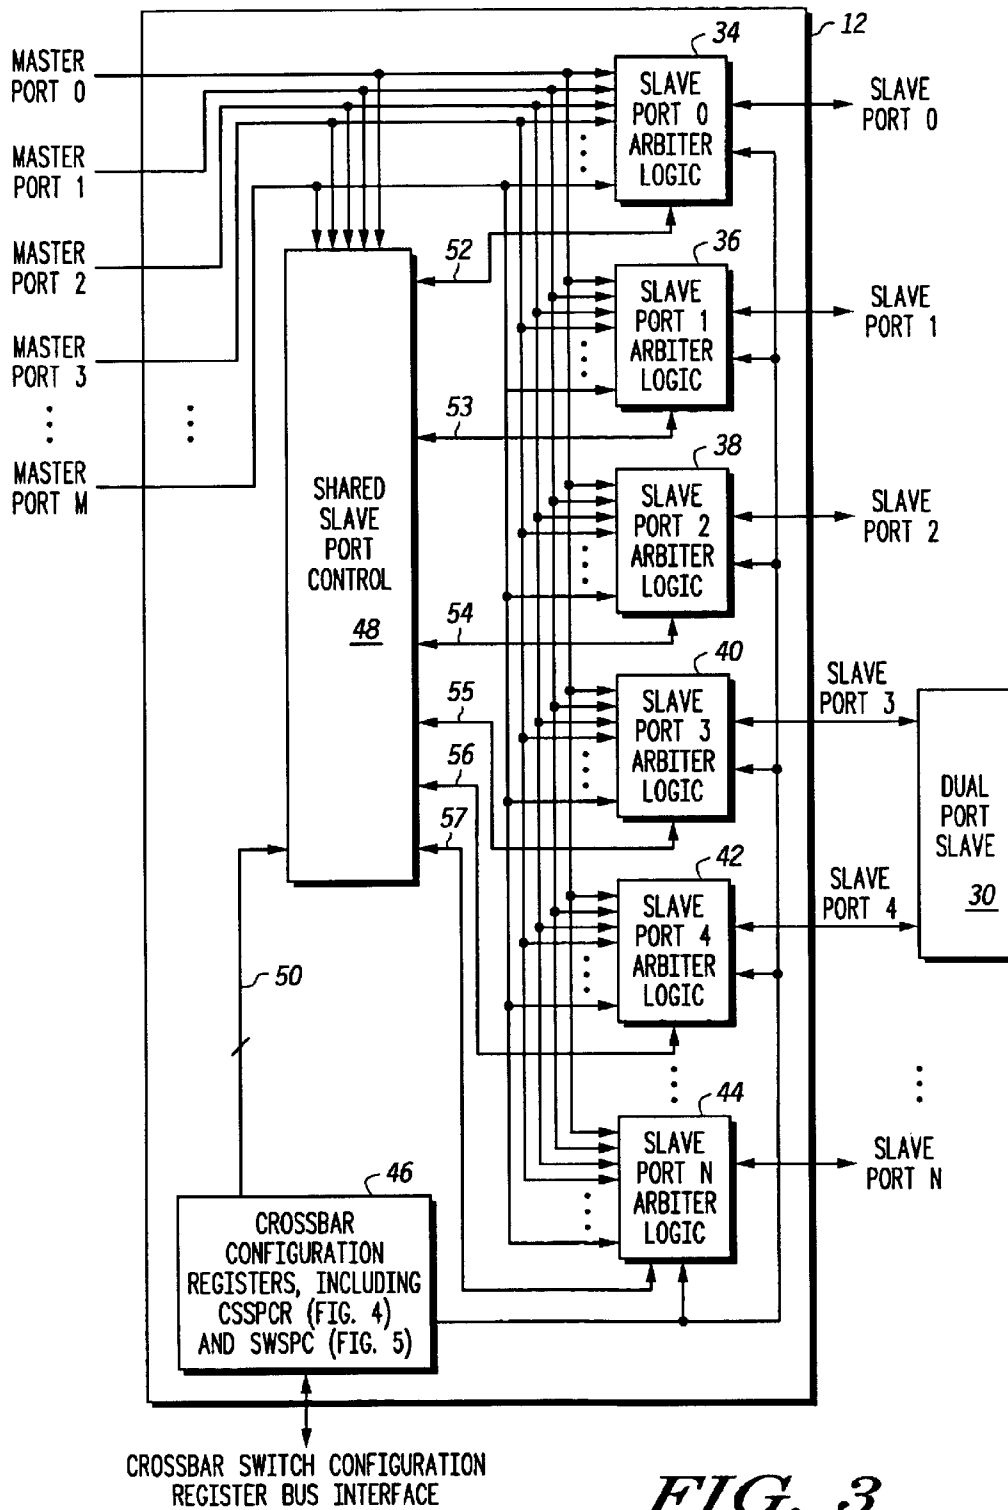 12
MASTER
PORT 0
MASTER
PORT 1
MASTER
PORT 2
MASTER
PORT 3
MASTER
PORT M
34
SLAVE
PORT 0
ARBITER
LOGIC
SLAVE
PORT 0
52
36
SLAVE
PORT 1
ARBITER
LOGIC
SLAVE
PORT 1
53
38
SLAVE
PORT 2
ARBITER
LOGIC
SLAVE
PORT 2
SHARED
SLAVE
PORT
CONTROL
48
54
40
SLAVE
PORT 3
ARBITER
LOGIC
SLAVE
PORT 3
55
56
57
DUAL
PORT
SLAVE
30
42
SLAVE
PORT 4
ARBITER
LOGIC
SLAVE
PORT 4
50
44
SLAVE
PORT N
ARBITER
LOGIC
SLAVE
PORT N
46
CROSSBAR
CONFIGURATION
REGISTERS, INCLUDING
CSSPCR (FIG. 4)
AND SWSPC (FIG. 5)
CROSSBAR SWITCH CONFIGURATION
REGISTER BUS INTERFACE
FIG. 3